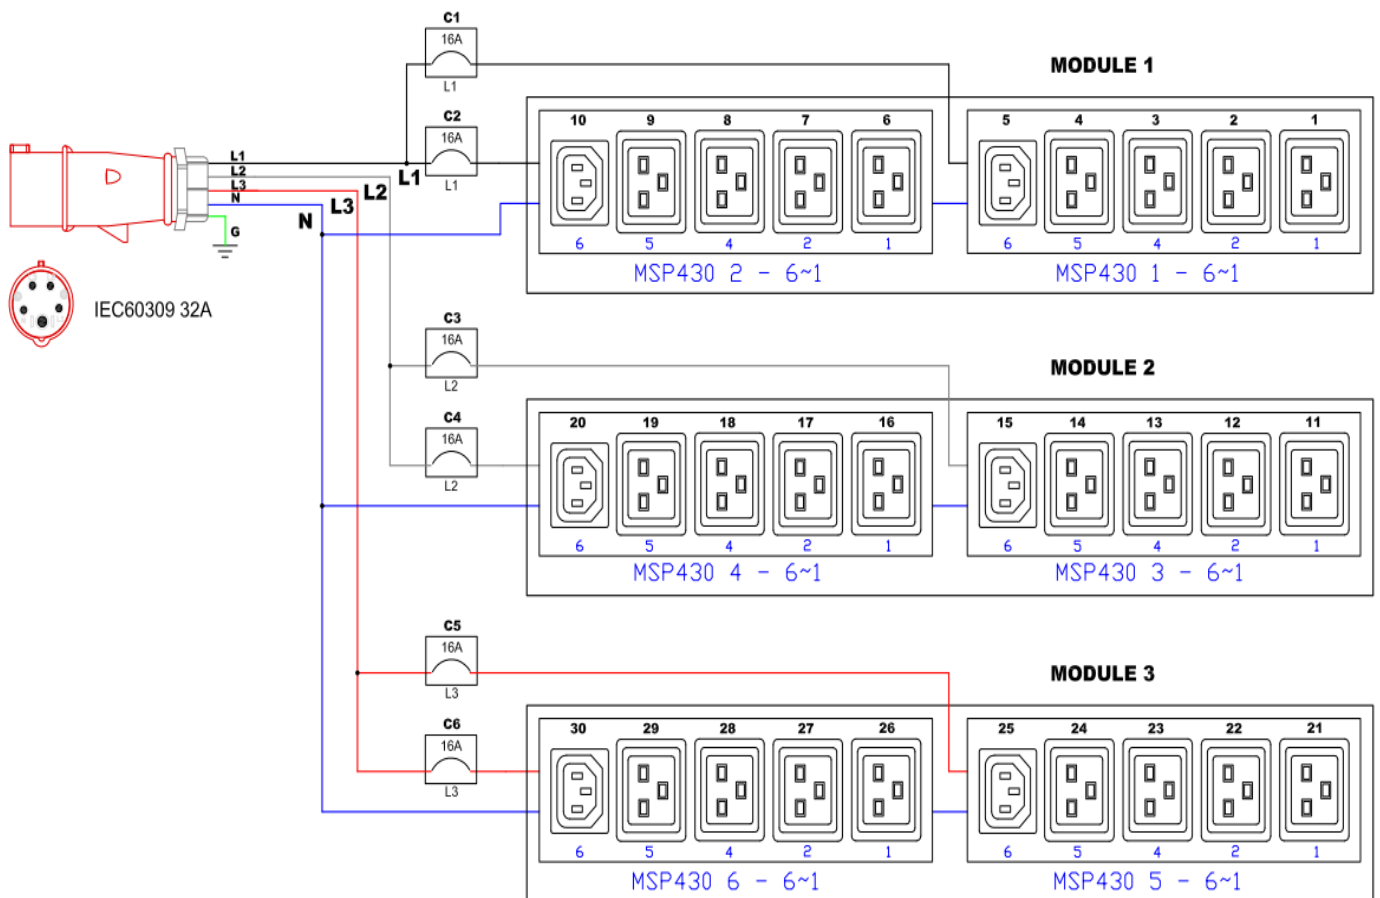 C1
16A
L1
MODULE 1
C2
16A
L1
10 9 8 7 6 5 4 3 2 1
6 5 4 2 1 6 5 4 2 1
MSP430 2 - 6~1 MSP430 1 - 6~1
L1
L2
L3
N
G
L1
L2
L3
N
IEC60309 32A
C3
16A
L2
MODULE 2
C4
16A
L2
20 19 18 17 16 15 14 13 12 11
6 5 4 2 1 6 5 4 2 1
MSP430 4 - 6~1 MSP430 3 - 6~1
C5
16A
L3
MODULE 3
C6
16A
L3
30 29 28 27 26 25 24 23 22 21
6 5 4 2 1 6 5 4 2 1
MSP430 6 - 6~1 MSP430 5 - 6~1